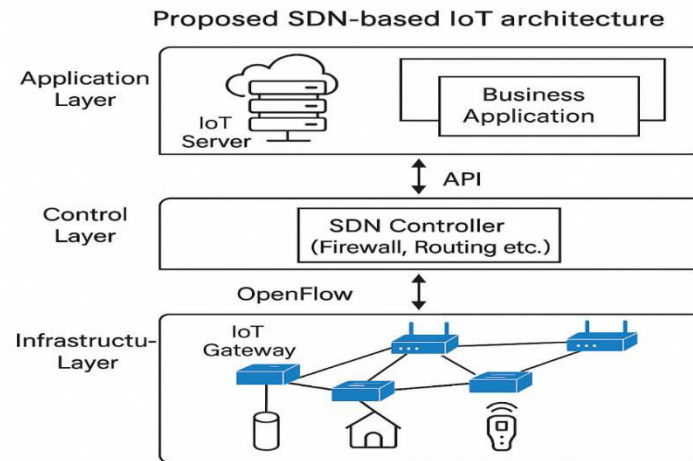 Proposed SDN-based IoT architecture
Application
Layer
IoT
Server
Business
Application
API
Control
Layer
SDN Controller
(Firewall, Routing etc.)
OpenFlow
Infrastructu-
Layer
IoT
Gateway